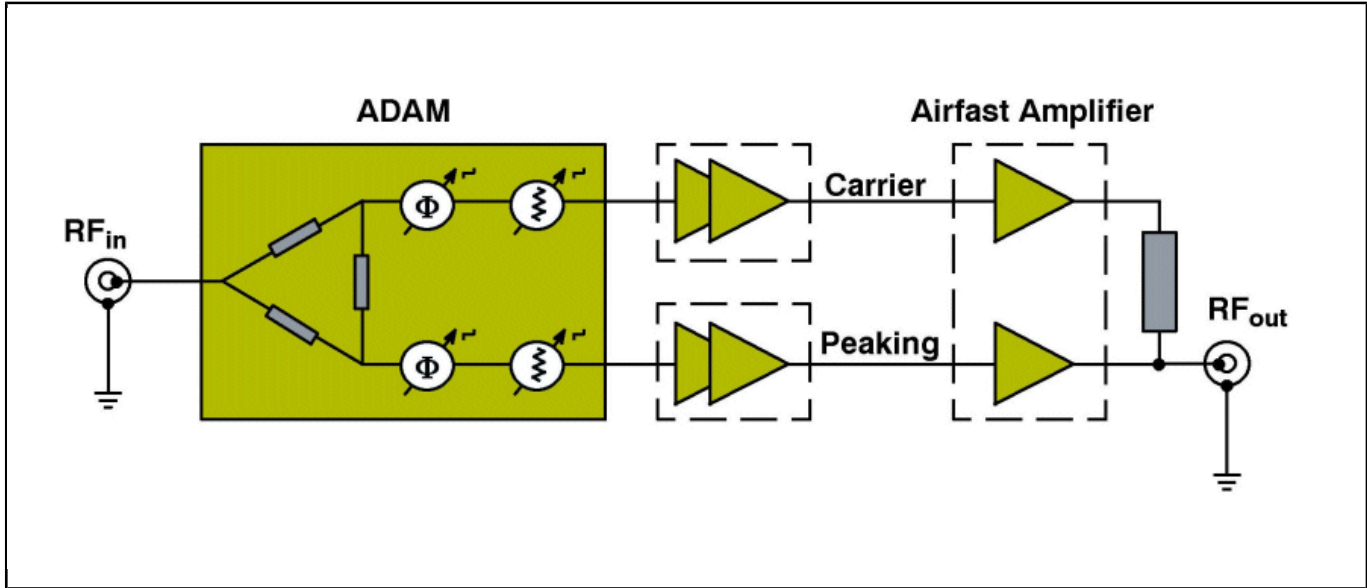 ADAM
Airfast Amplifier
RFin
Φ
Carrier
Φ
Peaking
RFout